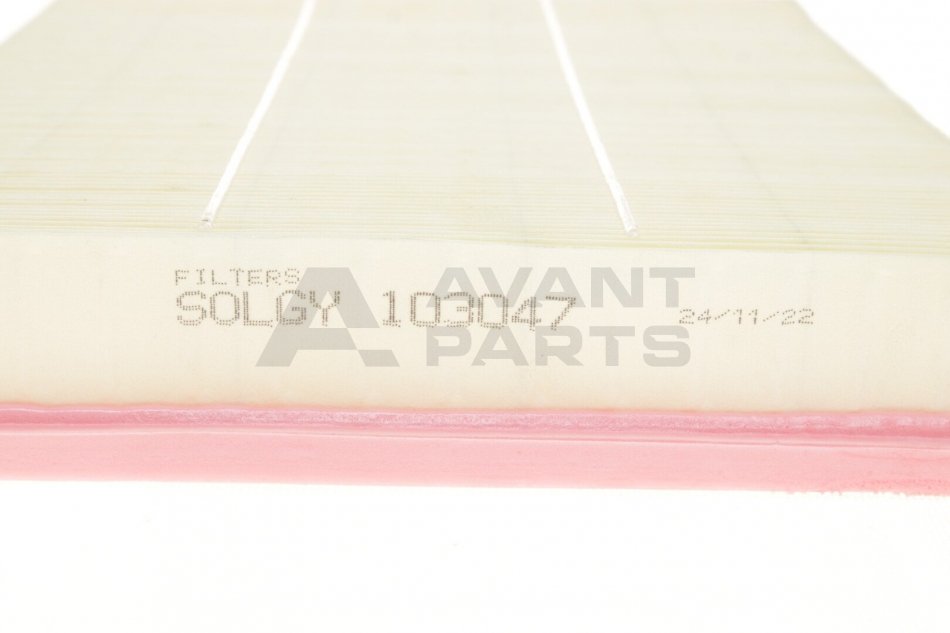 FILTERS
SOLGY 103047
24/11/22
AVANT
PARTS